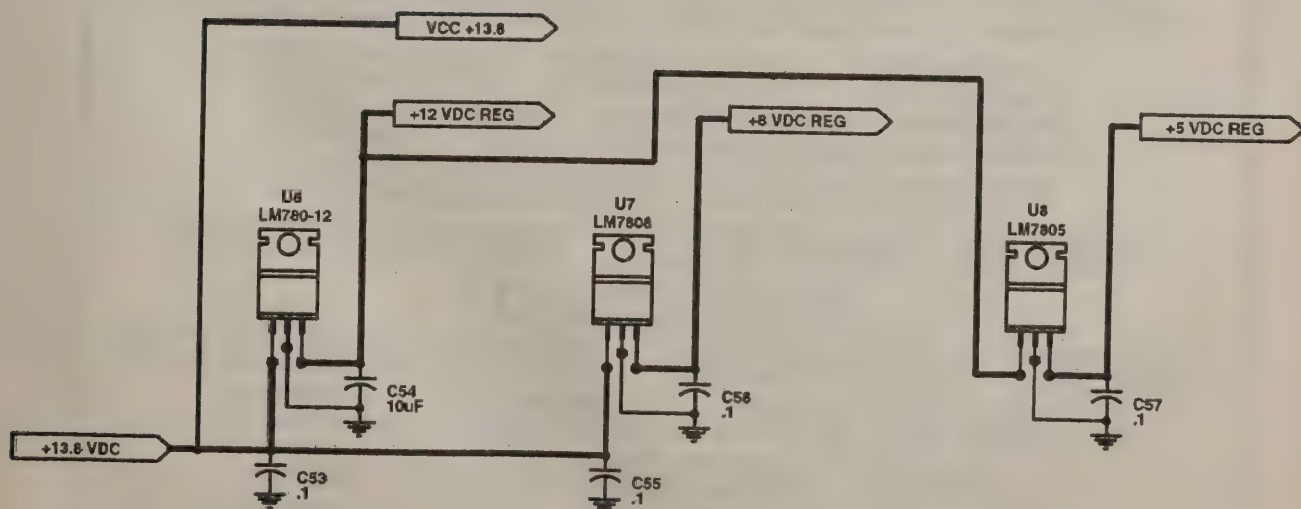 VCC +13.8
+12 VDC REG
+8 VDC REG
+5 VDC REG
U6
LM780-12
U7
LM7808
U8
LM7805
C54
10uF
C56
.1
C57
.1
+13.8 VDC
C53
.1
C55
.1